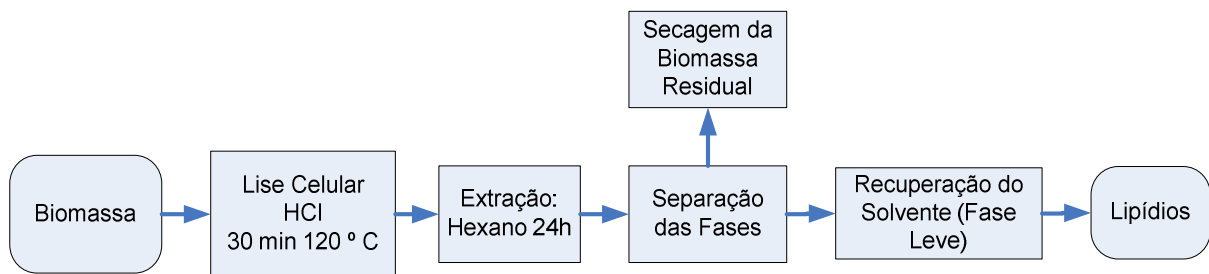 Secagem da
Biomassa
Residual
Biomassa
Lise Celular
HCl
30 min 120 º C
Extração:
Hexano 24h
Separação
das Fases
Recuperação do
Solvente (Fase
Leve)
Lipídios